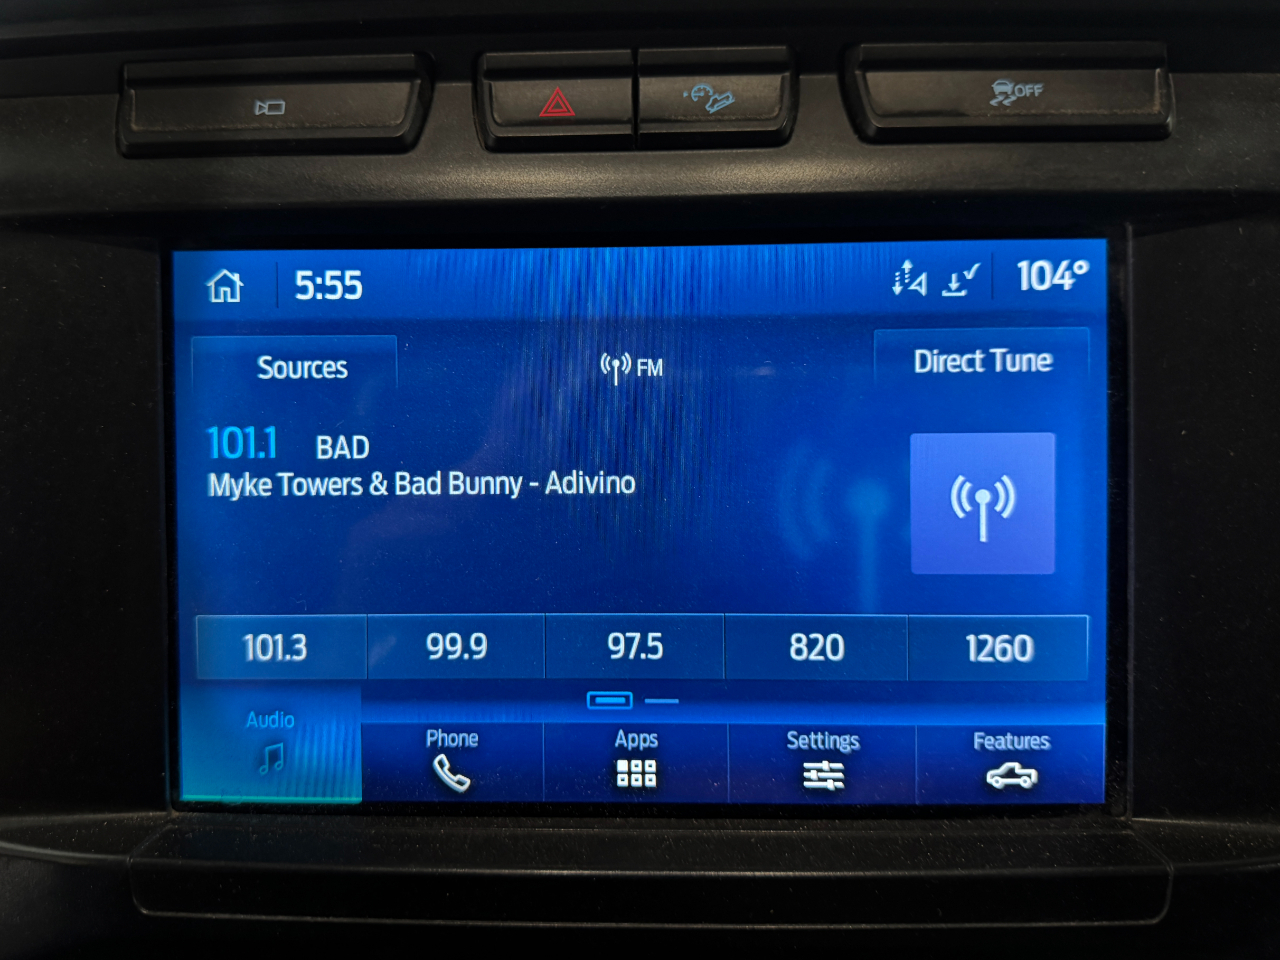 OFF
5:55
104°
Sources
FM
Direct Tune
101.1 BAD
Myke Towers & Bad Bunny - Adivino
101.3 99.9 97.5 820 1260
Audio Phone Apps Settings Features